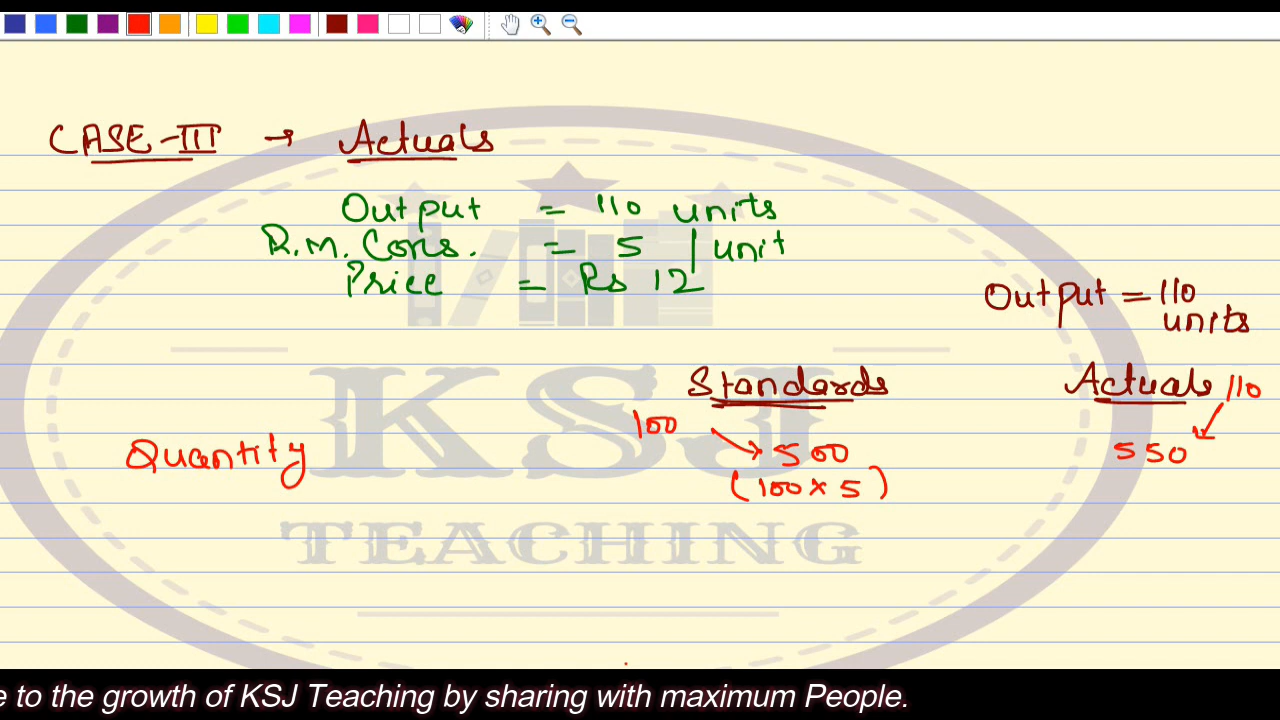 CASE-III → Actuals
Output = 110 units
R.M. Cons. = 5 / unit
Price = Rs 12
Output = 110
units
Standards
Actuals 110
100
Quantity
500
550
(100 × 5)
KSJ
TEACHING
e to the growth of KSJ Teaching by sharing with maximum People.